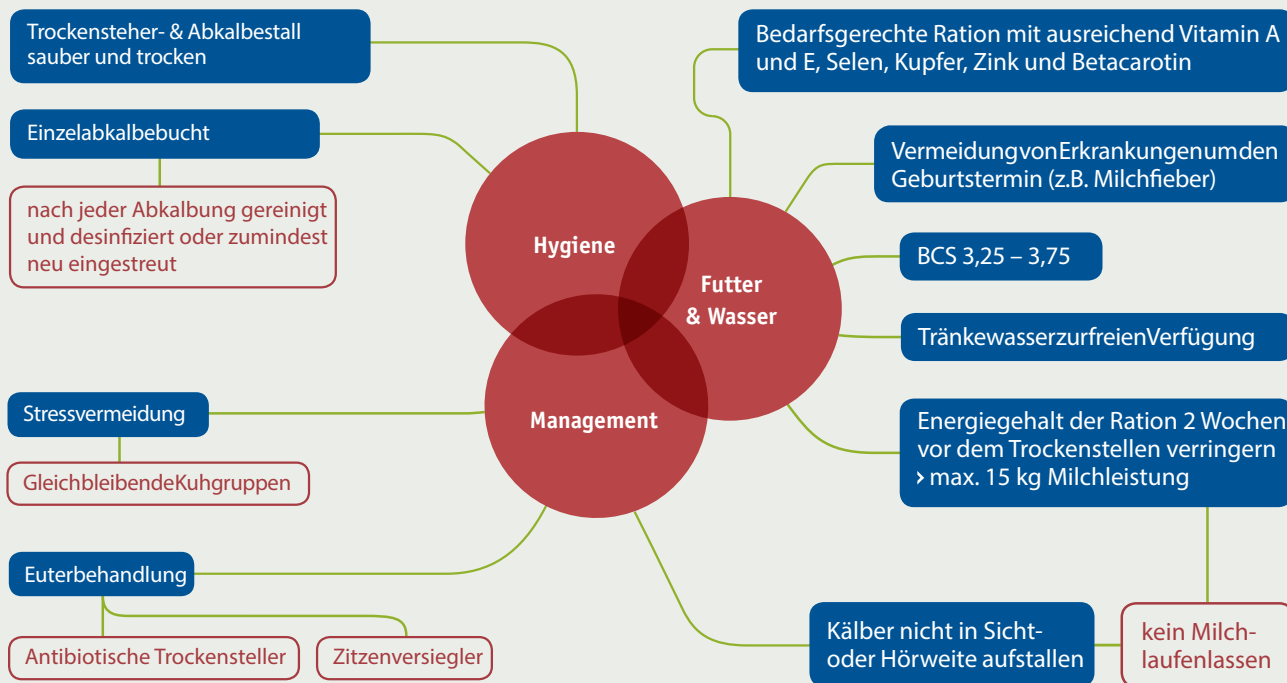 Trockensteher- & Abkalbestall
sauber und trocken
Einzelabkalbebucht
nach jeder Abkalbung gereinigt
und desinfiziert oder zumindest
neu eingestreut
Hygiene
Futter
& Wasser
Management
Bedarfsgerechte Ration mit ausreichend Vitamin A
und E, Selen, Kupfer, Zink und Betacarotin
VermeidungvonErkrankungenumden
Geburtstermin (z.B. Milchfieber)
BCS 3,25 – 3,75
TränkewasserzurfreienVerfügung
Energiegehalt der Ration 2 Wochen
vor dem Trockenstellen verringern
› max. 15 kg Milchleistung
Stressvermeidung
GleichbleibendeKuhgruppen
Euterbehandlung
Antibiotische Trockensteller
Zitzenversiegler
Kälber nicht in Sicht-
oder Hörweite aufstallen
kein Milch-
laufenlassen